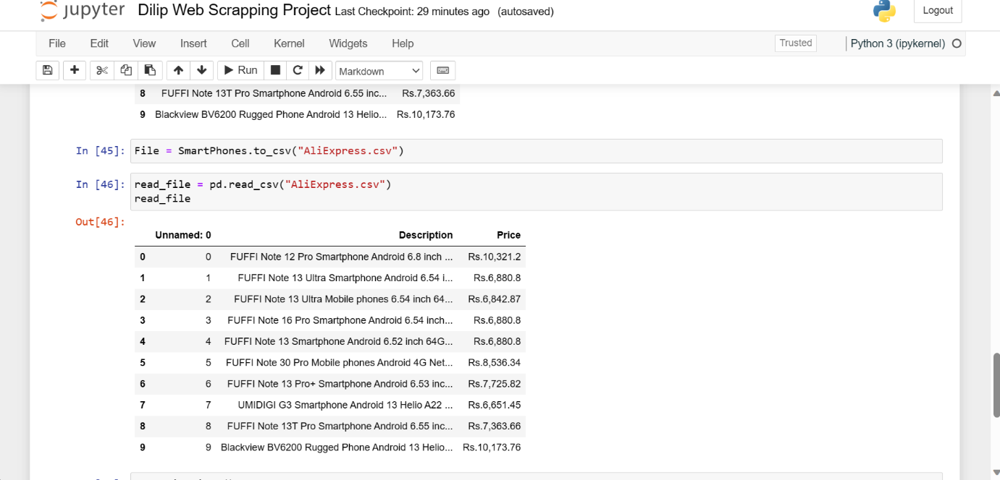 jupyter Dilip Web Scrapping Project Last Checkpoint: 29 minutes ago (autosaved) Logout
File Edit View Insert Cell Kernel Widgets Help Trusted Python 3 (ipykernel)
Run Markdown
8 FUFFI Note 13T Pro Smartphone Android 6.55 inc... Rs.7,363.66
9 Blackview BV6200 Rugged Phone Android 13 Helio... Rs.10,173.76
In [45]: File = SmartPhones.to_csv("AliExpress.csv")
In [46]: read_file = pd.read_csv("AliExpress.csv")
read_file
Out[46]:
Unnamed: 0 Description Price
0 0 FUFFI Note 12 Pro Smartphone Android 6.8 inch ... Rs.10,321.2
1 1 FUFFI Note 13 Ultra Smartphone Android 6.54 i... Rs.6,880.8
2 2 FUFFI Note 13 Ultra Mobile phones 6.54 inch 64... Rs.6,842.87
3 3 FUFFI Note 16 Pro Smartphone Android 6.54 inch... Rs.6,880.8
4 4 FUFFI Note 13 Smartphone Android 6.52 inch 64G... Rs.6,880.8
5 5 FUFFI Note 30 Pro Mobile phones Android 4G Net... Rs.8,536.34
6 6 FUFFI Note 13 Pro+ Smartphone Android 6.53 inc... Rs.7,725.82
7 7 UMIDIGI G3 Smartphone Android 13 Helio A22 ... Rs.6,651.45
8 8 FUFFI Note 13T Pro Smartphone Android 6.55 inc... Rs.7,363.66
9 9 Blackview BV6200 Rugged Phone Android 13 Helio... Rs.10,173.76